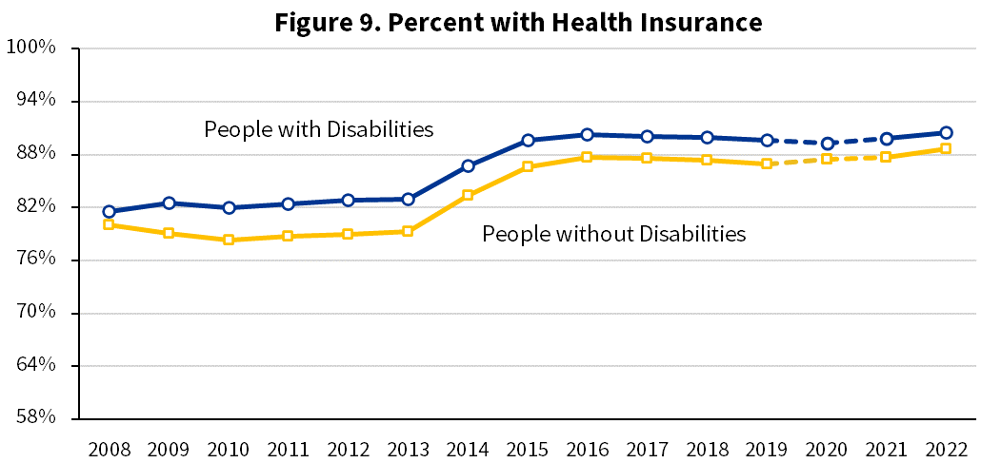 Figure 9. Percent with Health Insurance
100%
94%
People with Disabilities
88%
82%
People without Disabilities
76%
70%
64%
58%
2008 2009 2010 2011 2012 2013 2014 2015 2016 2017 2018 2019 2020 2021 2022